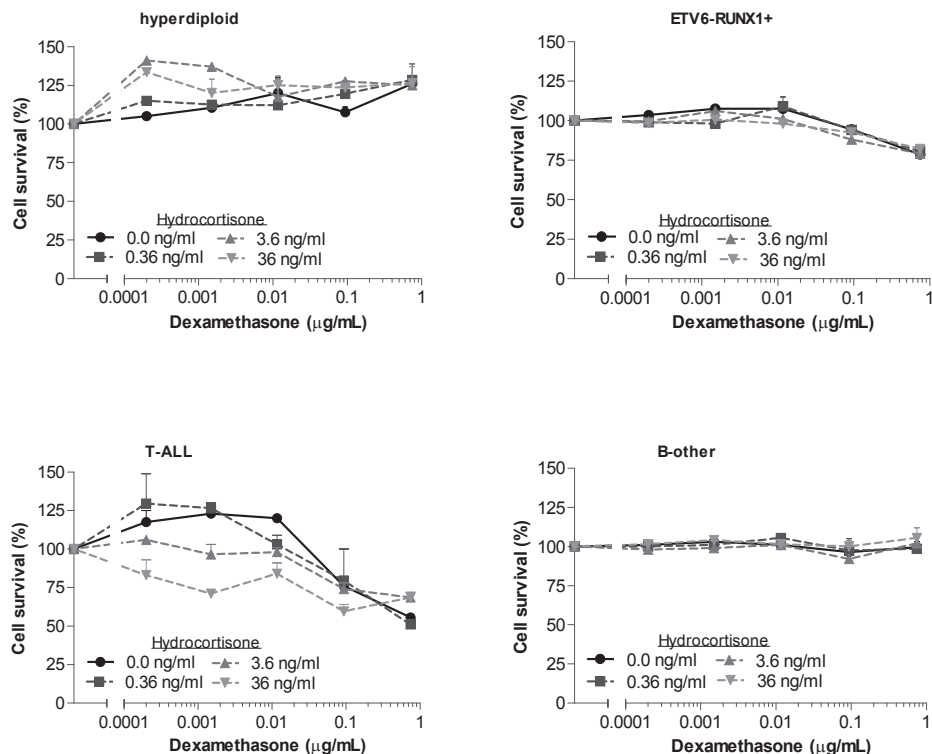 hyperdiploid
150
125
100
75
50
25
0
Cell survival (%)
Hydrocortisone
0.0 ng/ml 3.6 ng/ml
0.36 ng/ml 36 ng/ml
0.0001 0.001 0.01 0.1 1
Dexamethasone (μg/mL)
ETV6-RUNX1+
150
125
100
75
50
25
0
Cell survival (%)
Hydrocortisone
0.0 ng/ml 3.6 ng/ml
0.36 ng/ml 36 ng/ml
0.0001 0.001 0.01 0.1 1
Dexamethasone (μg/mL)
T-ALL
150
125
100
75
50
25
0
Cell survival (%)
Hydrocortisone
0.0 ng/ml 3.6 ng/ml
0.36 ng/ml 36 ng/ml
0.0001 0.001 0.01 0.1 1
Dexamethasone (μg/mL)
B-other
150
125
100
75
50
25
0
Cell survival (%)
Hydrocortisone
0.0 ng/ml 3.6 ng/ml
0.36 ng/ml 36 ng/ml
0.0001 0.001 0.01 0.1 1
Dexamethasone (μg/mL)